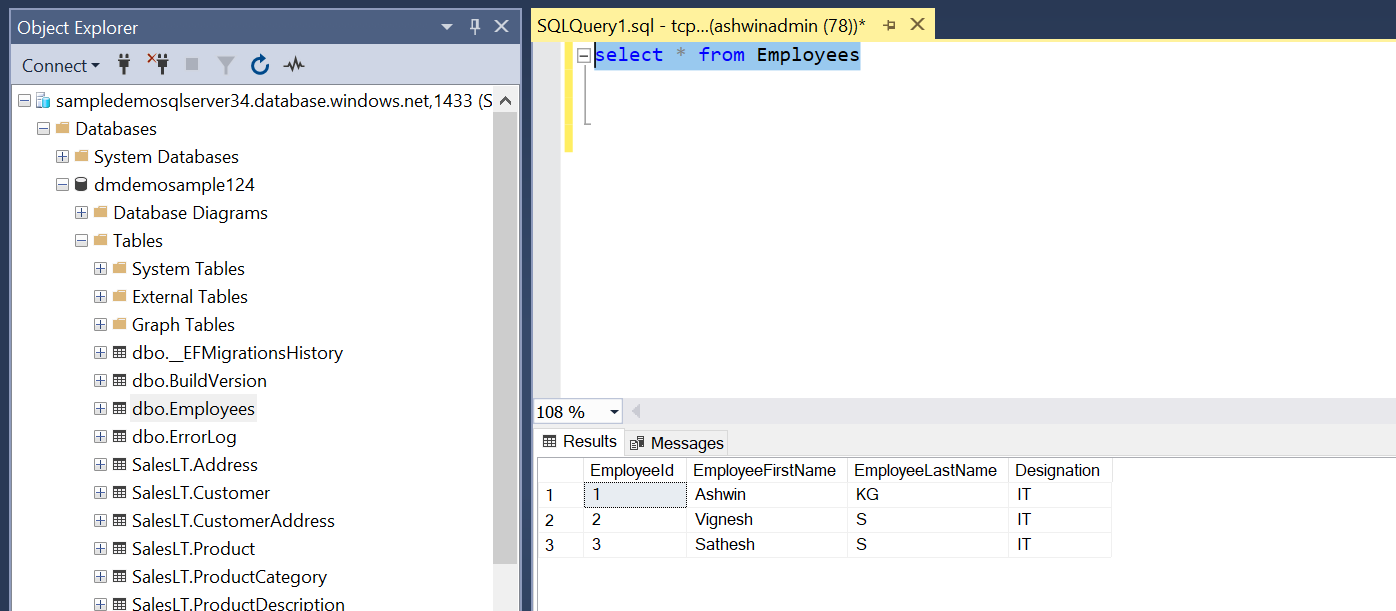 Object Explorer
Connect
sampledemosqlserver34.database.windows.net,1433 (S
Databases
System Databases
dmdemosample124
Database Diagrams
Tables
System Tables
External Tables
Graph Tables
dbo.__EFMigrationsHistory
dbo.BuildVersion
dbo.Employees
dbo.ErrorLog
SalesLT.Address
SalesLT.Customer
SalesLT.CustomerAddress
SalesLT.Product
SalesLT.ProductCategory
SalesLT.ProductDescription
SQLQuery1.sql - tcp...(ashwinadmin (78))*
select * from Employees
108 %
Results Messages
EmployeeId EmployeeFirstName EmployeeLastName Designation
1 1 Ashwin KG IT
2 2 Vignesh S IT
3 3 Sathesh S IT